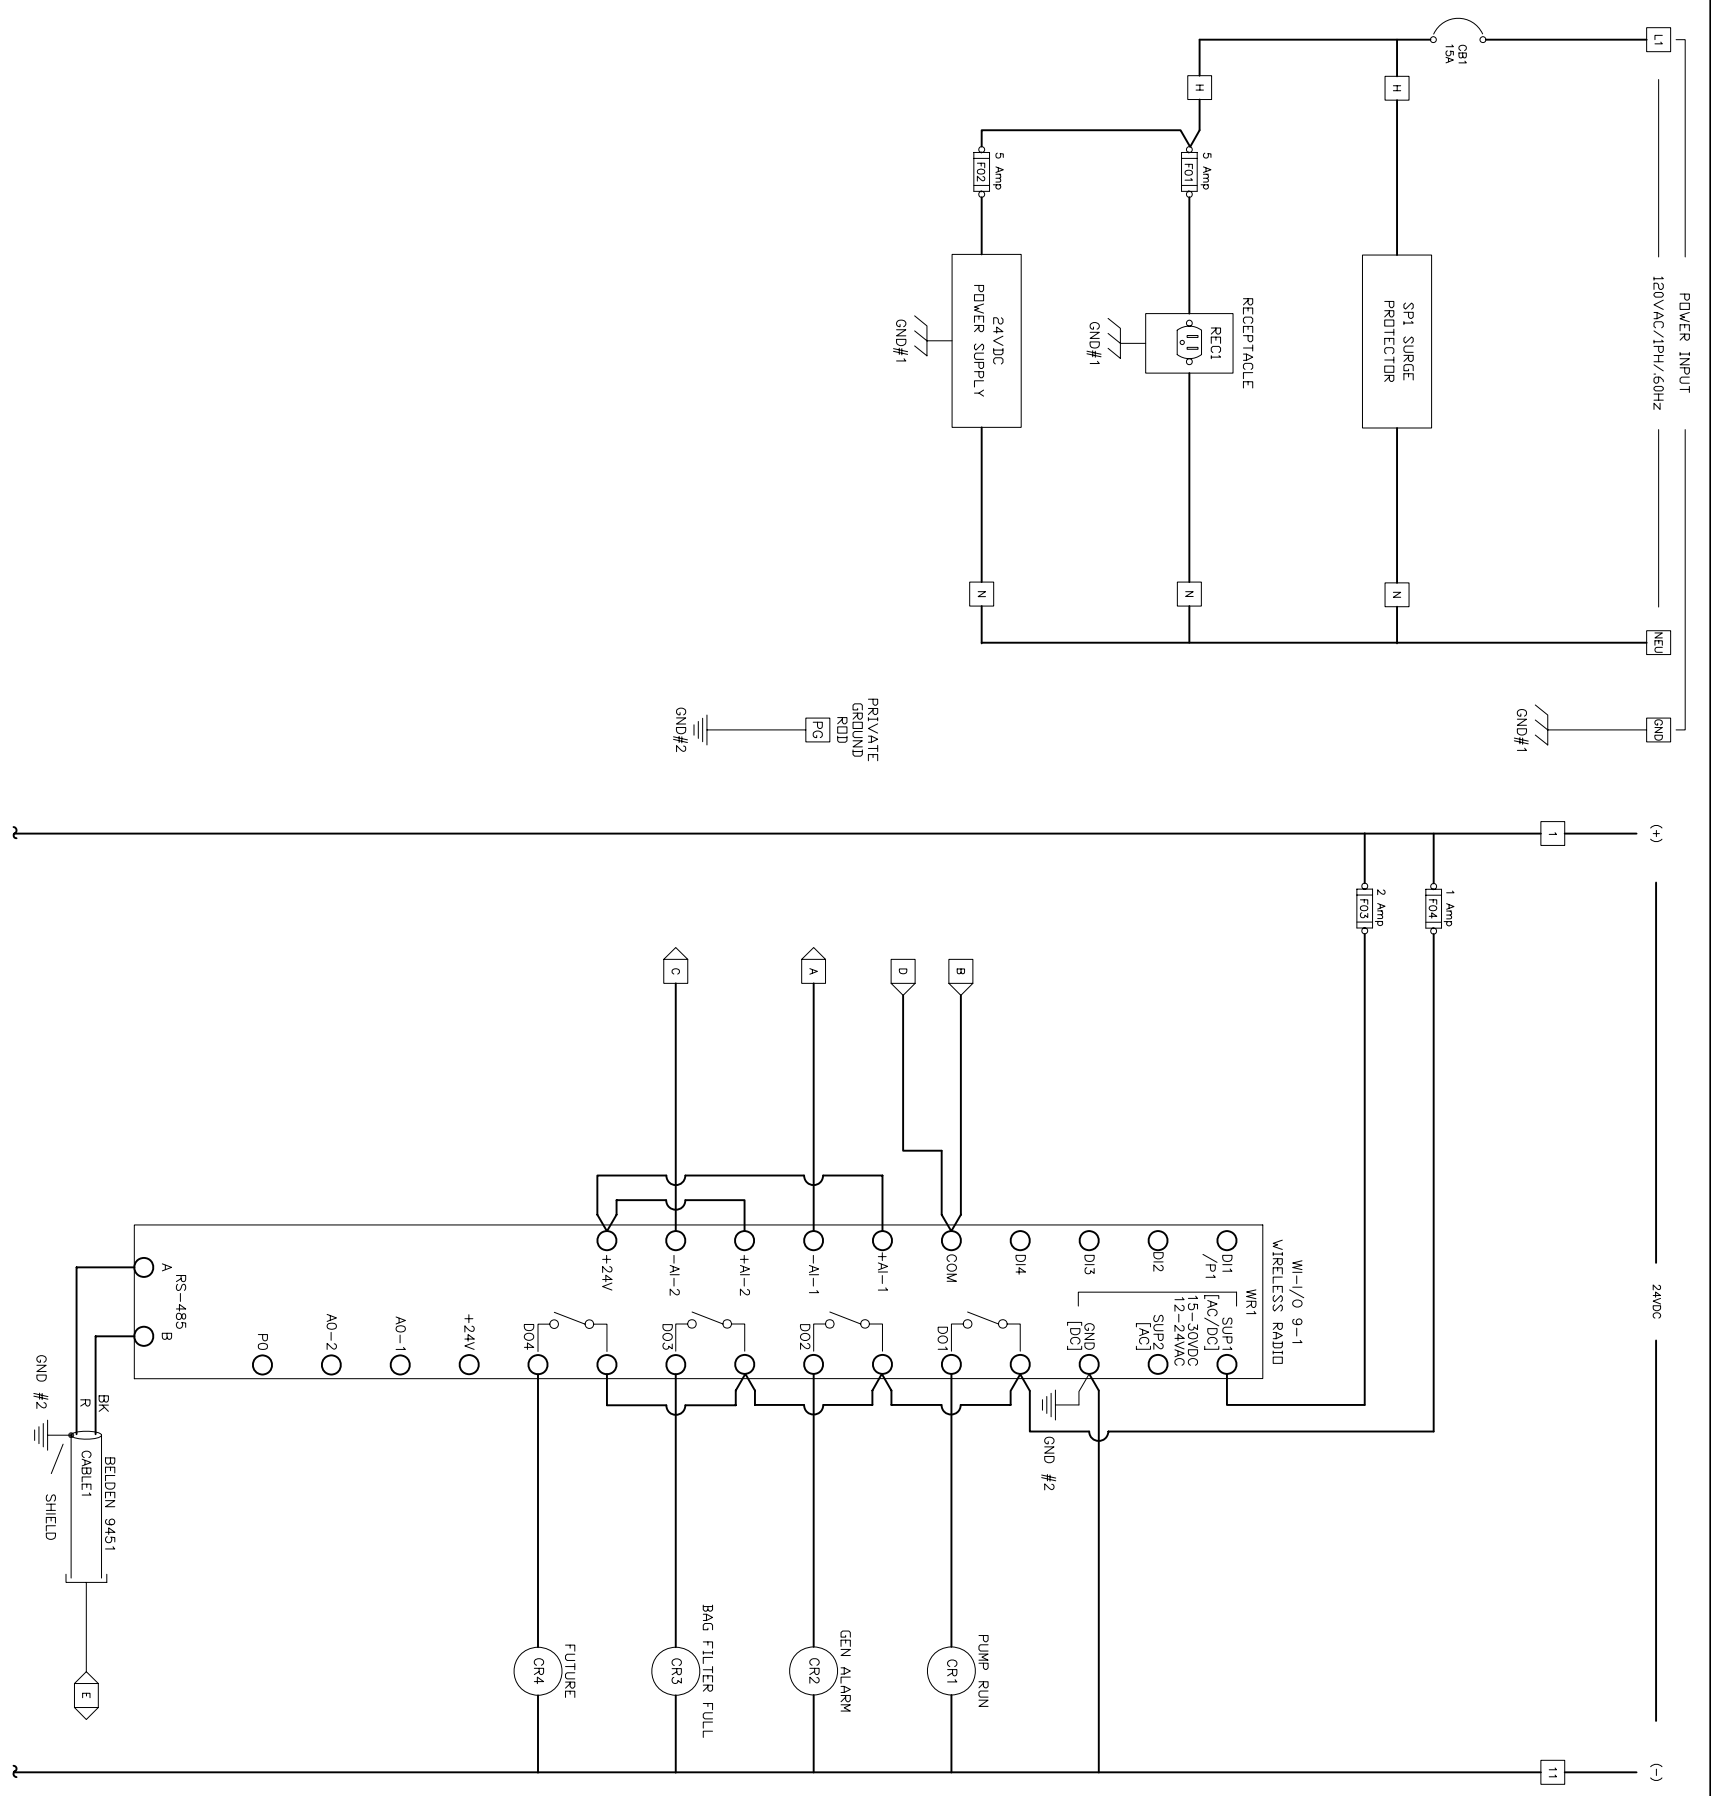 POWER INPUT
L1
120VAC/1PH/.60Hz
NEU
GND
GND#1
CB1
15A
H
SP1 SURGE
PROTECTOR
N
H
5 Amp
F01
RECEPTACLE
REC1
GND#1
N
5 Amp
F02
24VDC
POWER SUPPLY
GND#1
N
PRIVATE
GROUND
ROD
PG
GND#2
(+)
24VDC
(-)
1
11
1 Amp
F04
2 Amp
F03
WI-I/O 9-1
WIRELESS RADIO
WR1
DI1
/P1
SUP1
[AC/DC]
15-30VDC
12-24VAC
DI2
SUP2
[AC]
DI3
GND
[DC]
GND #2
DI4
B
D
COM
DO1
CR1
PUMP RUN
+AI-1
A
-AI-1
DO2
CR2
GEN ALARM
+AI-2
C
-AI-2
DO3
CR3
BAG FILTER FULL
+24V
DO4
CR4
FUTURE
+24V
AO-1
AO-2
PO
RS-485
A
B
BK
R
GND #2
BELDEN 9451
CABLE1
SHIELD
E